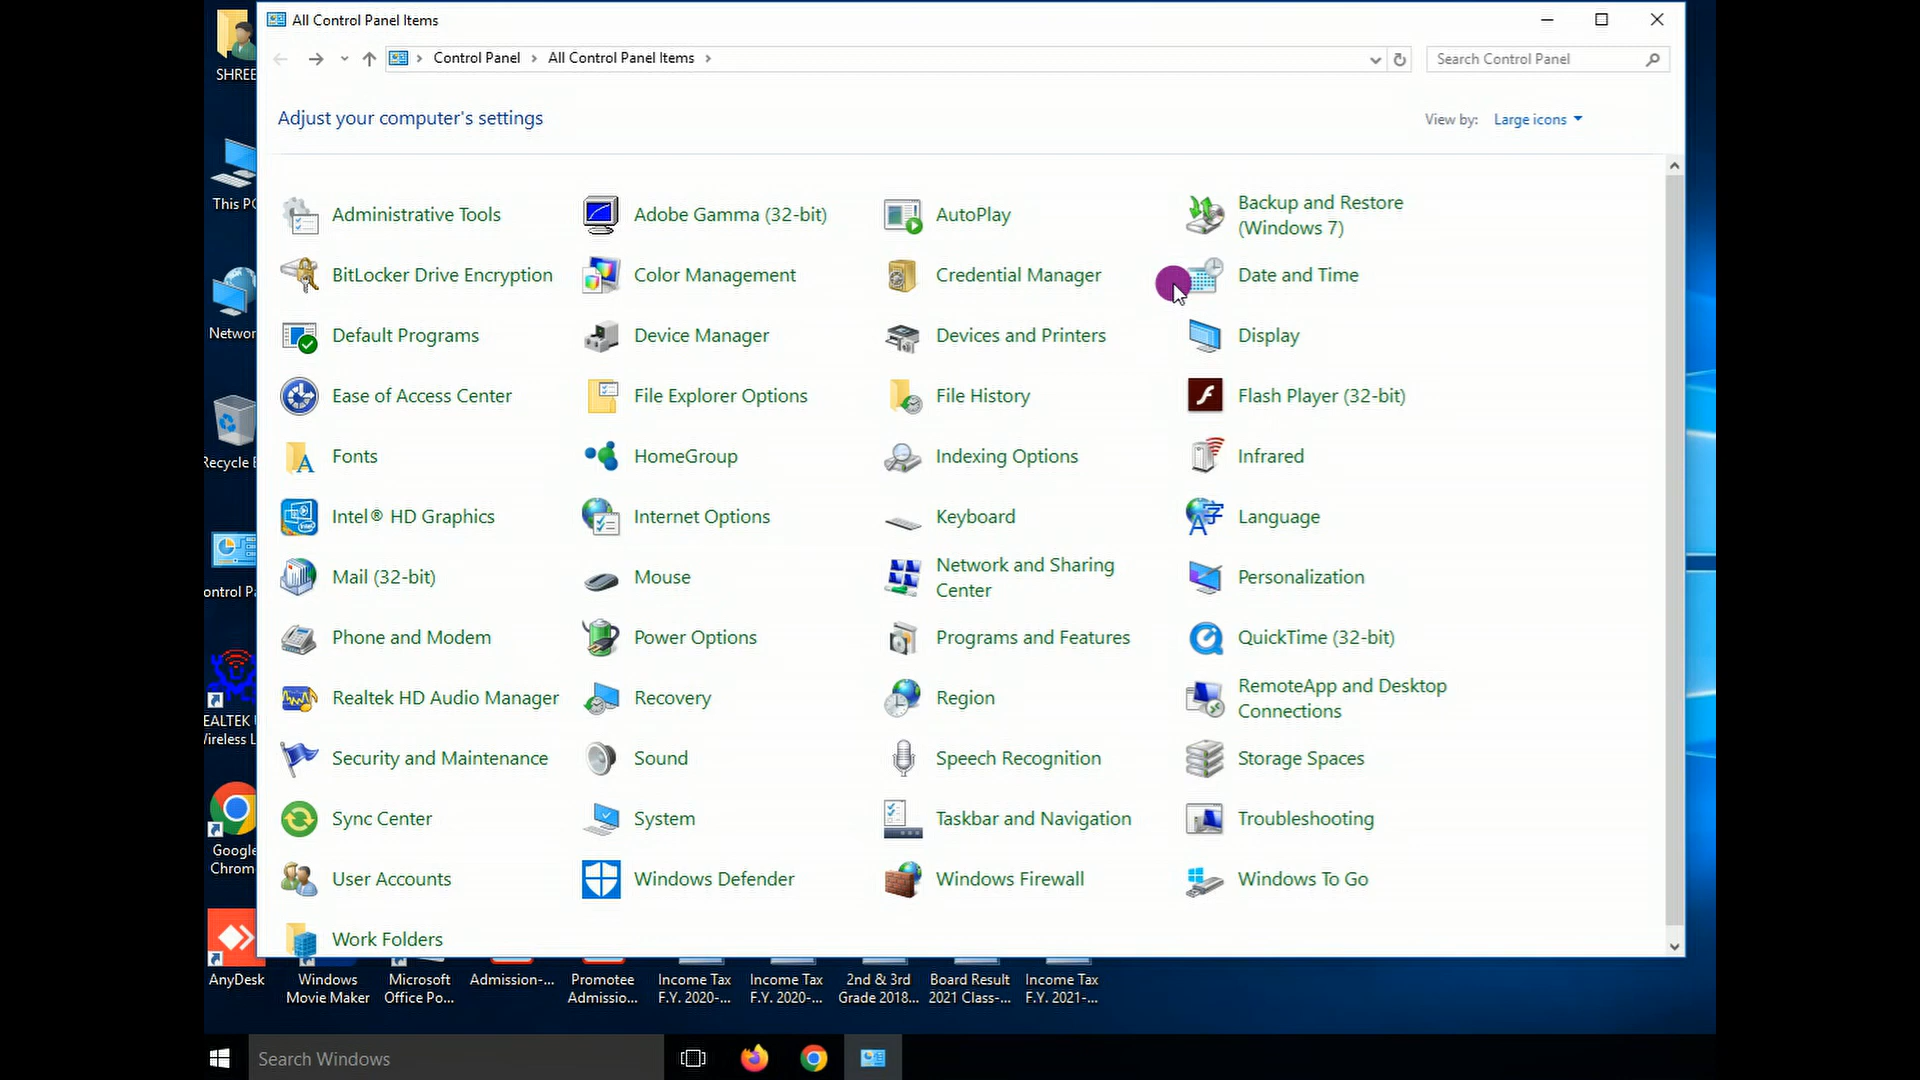 All Control Panel Items
Control Panel
All Control Panel Items
Search Control Panel
Adjust your computer's settings
View by:
Large icons
Administrative Tools
Adobe Gamma (32-bit)
AutoPlay
Backup and Restore
(Windows 7)
BitLocker Drive Encryption
Color Management
Credential Manager
Date and Time
Default Programs
Device Manager
Devices and Printers
Display
Ease of Access Center
File Explorer Options
File History
Flash Player (32-bit)
Fonts
HomeGroup
Indexing Options
Infrared
Intel® HD Graphics
Internet Options
Keyboard
Language
Mail (32-bit)
Mouse
Network and Sharing
Center
Personalization
Phone and Modem
Power Options
Programs and Features
QuickTime (32-bit)
Realtek HD Audio Manager
Recovery
Region
RemoteApp and Desktop
Connections
Security and Maintenance
Sound
Speech Recognition
Storage Spaces
Sync Center
System
Taskbar and Navigation
Troubleshooting
User Accounts
Windows Defender
Windows Firewall
Windows To Go
Work Folders
SHREE
This PC
Networ
Recycle B
ontrol Pa
EALTEK U
Vireless L
Google
Chrom
AnyDesk
Windows
Movie Maker
Microsoft
Office Po...
Admission-...
Promotee
Admissio...
Income Tax
F.Y. 2020-...
Income Tax
F.Y. 2020-...
2nd & 3rd
Grade 2018...
Board Result
2021 Class-...
Income Tax
F.Y. 2021-...
Search Windows